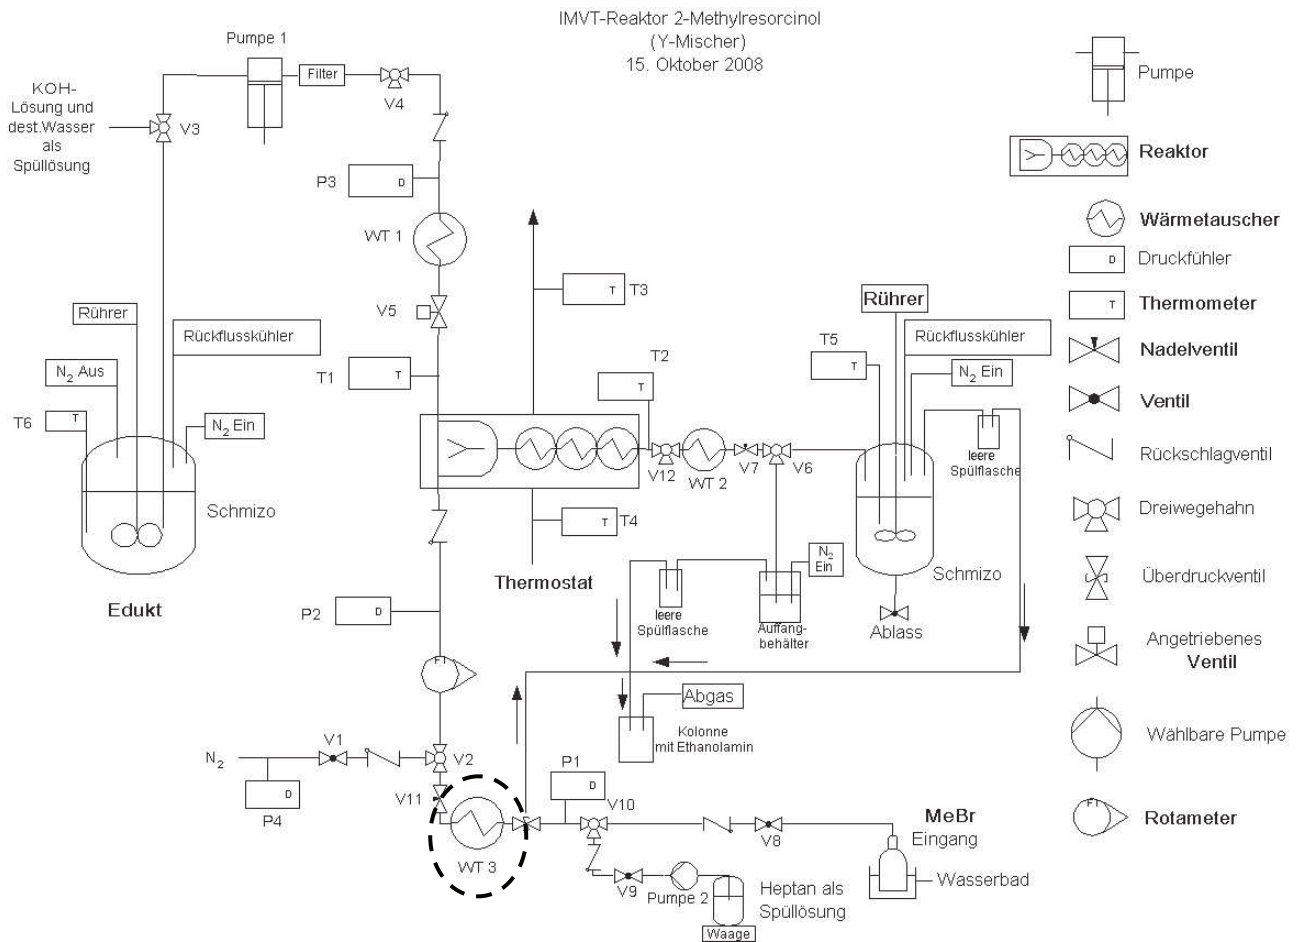 IMVT-Reaktor 2-Methylresorcinol
(Y-Mischer)
15. Oktober 2008
Pumpe 1
Filter
V4
KOH-
Lösung und
dest.Wasser
als
Spüllösung
V3
P3
D
WT 1
V5
T3
T
T1
T
T2
T
Rührer
Rückflusskühler
N2 Aus
T6
T
N2 Ein
Schmizo
Edukt
Rührer
Rückflusskühler
T5
T
N2 Ein
leere
Spülflasche
V12
WT 2
V7
V6
T4
T
Thermostat
Schmizo
Ablass
N2
Ein
leere
Spülflasche
Auffang-
behälter
P2
D
FI
Abgas
Kolonne
mit Ethanolamin
N2
V1
V2
P4
D
V11
WT 3
P1
D
V10
V8
MeBr
Eingang
Wasserbad
V9
Pumpe 2
Heptan als
Spüllösung
Waage
Pumpe
Reaktor
Wärmetauscher
D
Druckfühler
T
Thermometer
Nadelventil
Ventil
Rückschlagventil
Dreiwegehahn
Überdruckventil
Angetriebenes
Ventil
Wählbare Pumpe
FI
Rotameter